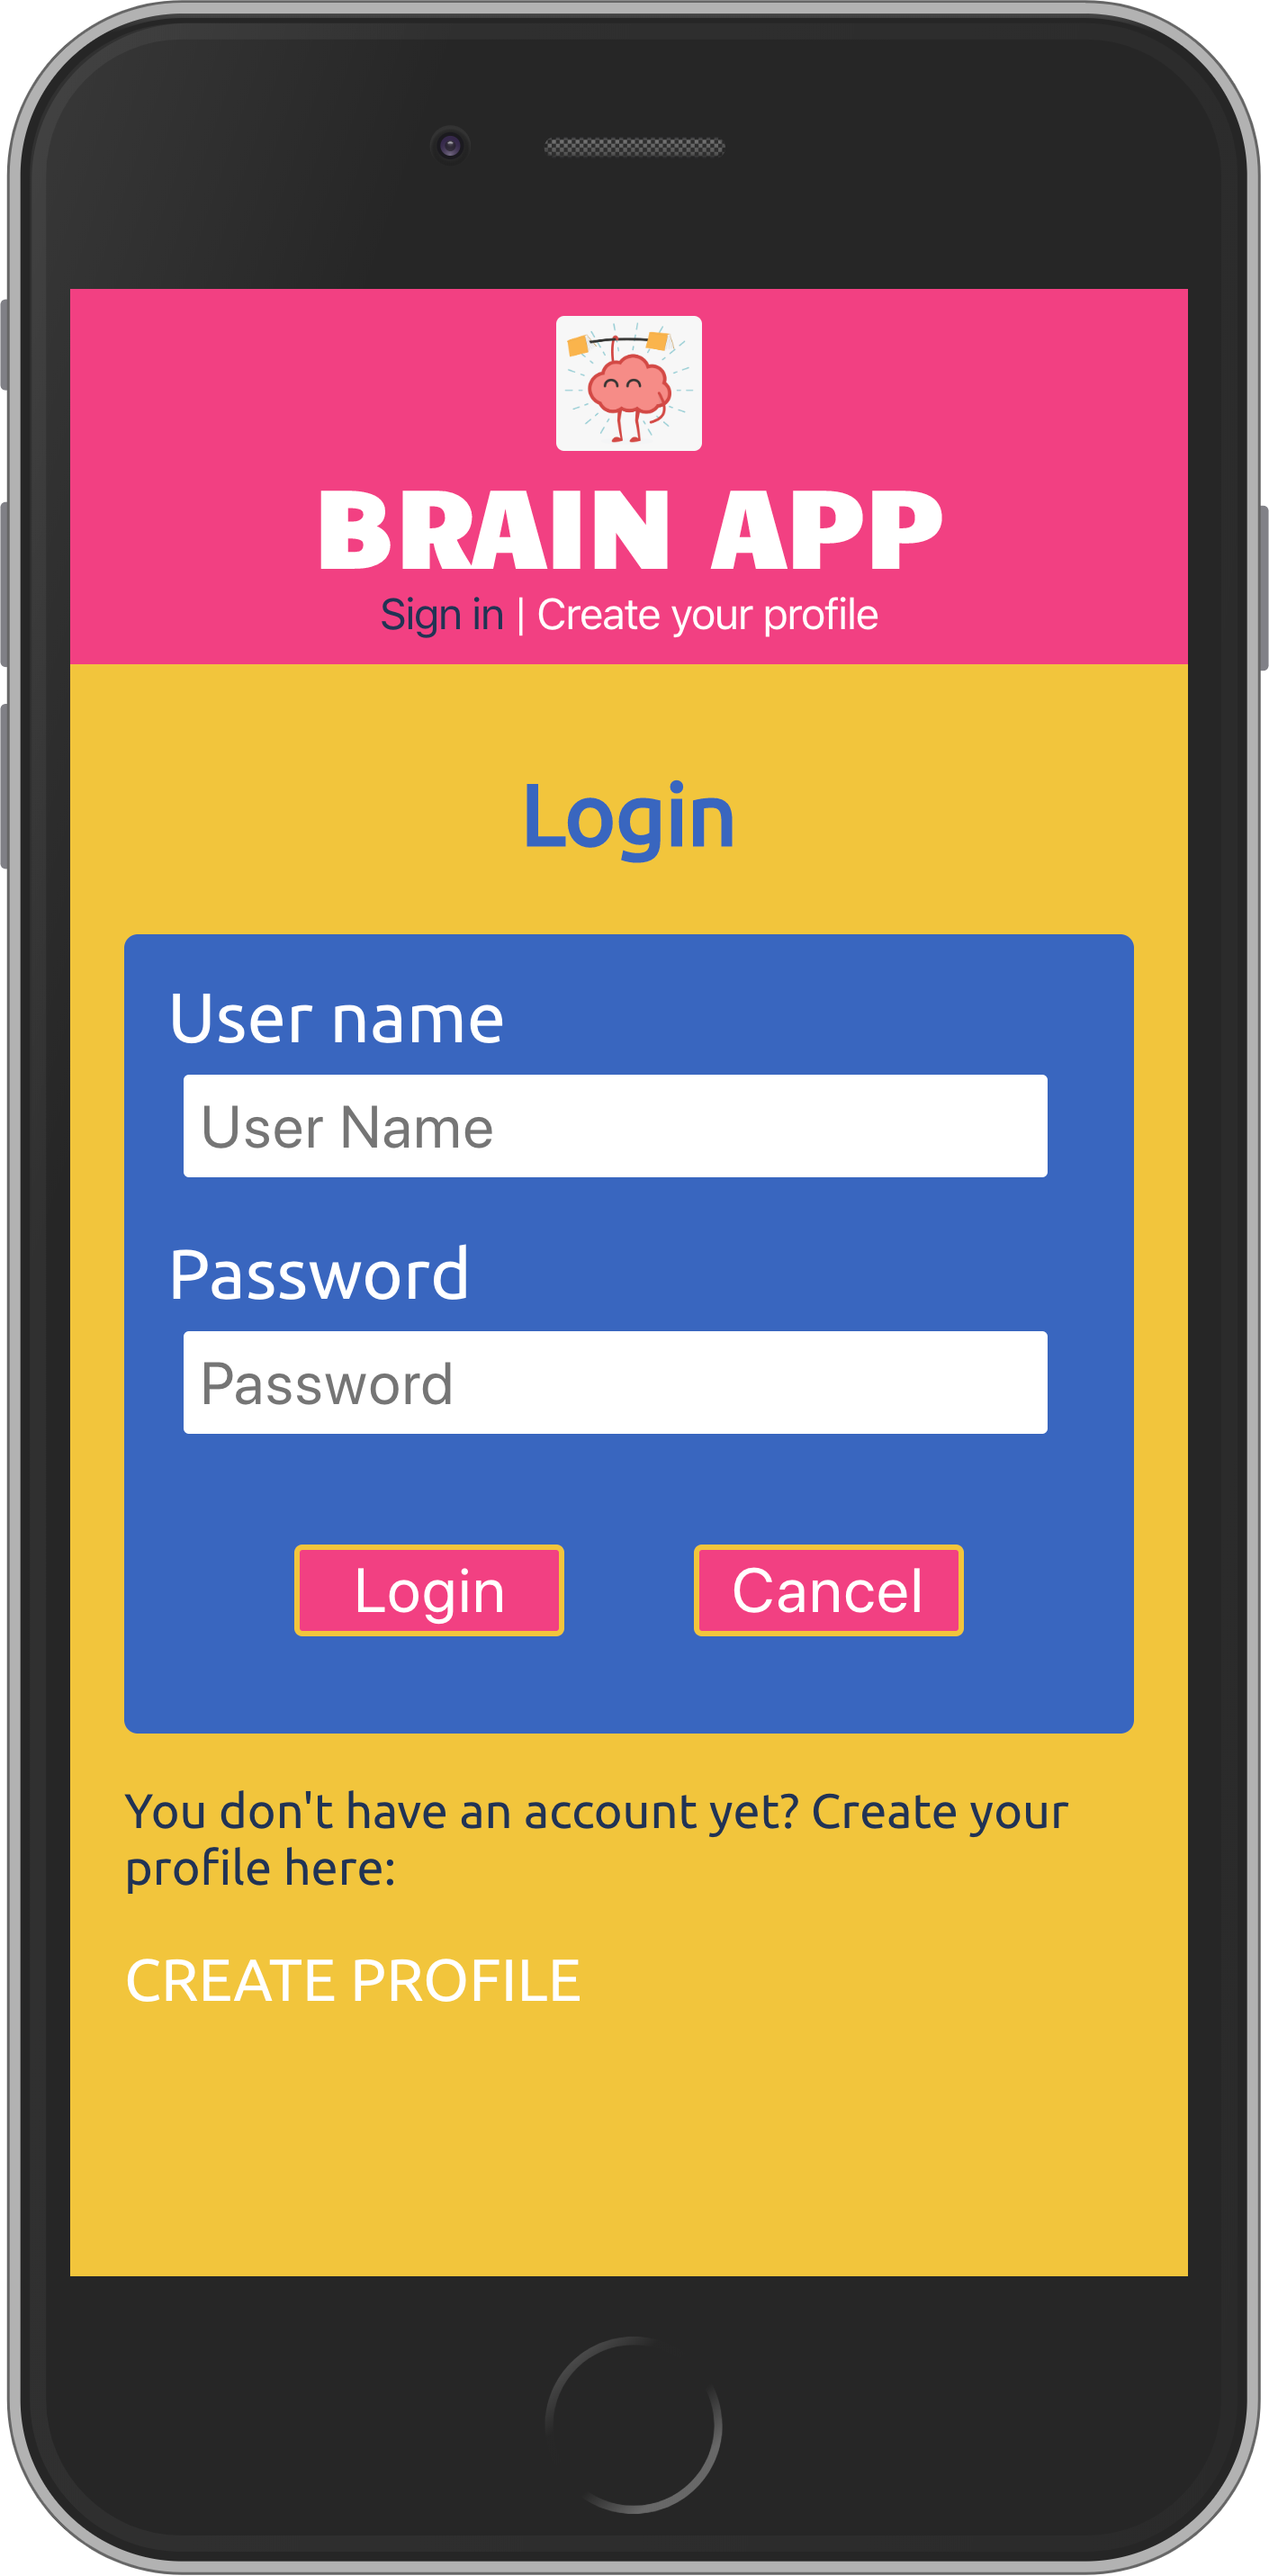 BRAIN APP
Sign in | Create your profile
Login
User name
User Name
Password
Password
Login Cancel
You don't have an account yet? Create your
profile here:
CREATE PROFILE